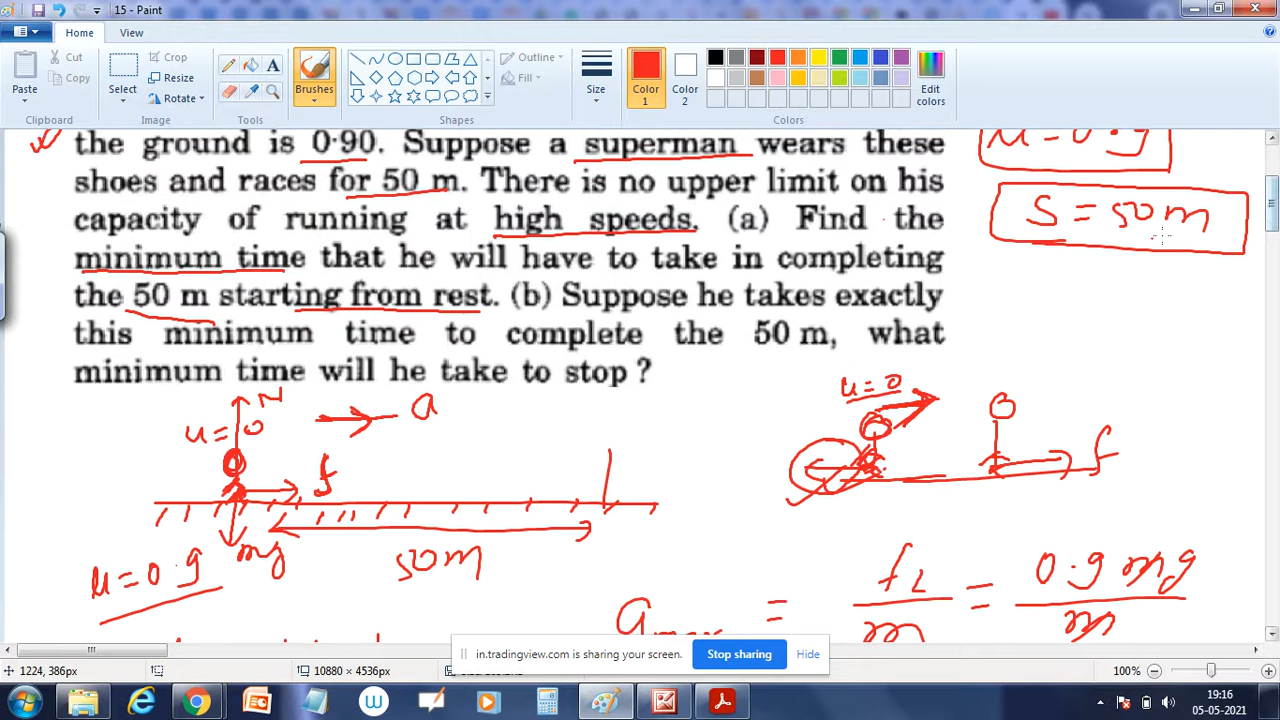 15 - Paint
Home View
Paste
Cut
Copy
Clipboard
Select
Crop
Resize
Rotate
Image
Tools
Brushes
Shapes
Outline
Fill
Size
Color 1
Color 2
Edit colors
Colors
the ground is 0·90. Suppose a superman wears these
shoes and races for 50 m. There is no upper limit on his
capacity of running at high speeds. (a) Find the
minimum time that he will have to take in completing
the 50 m starting from rest. (b) Suppose he takes exactly
this minimum time to complete the 50 m, what
minimum time will he take to stop ?
μ = 0.9
S = 50 m
N
a
u = 0
f
mg
50m
μ = 0.9
u = 0
f
a max = fL / m = 0.9 mg / m
in.tradingview.com is sharing your screen. Stop sharing Hide
1224, 386px
10880 × 4536px
100%
19:16
05-05-2021